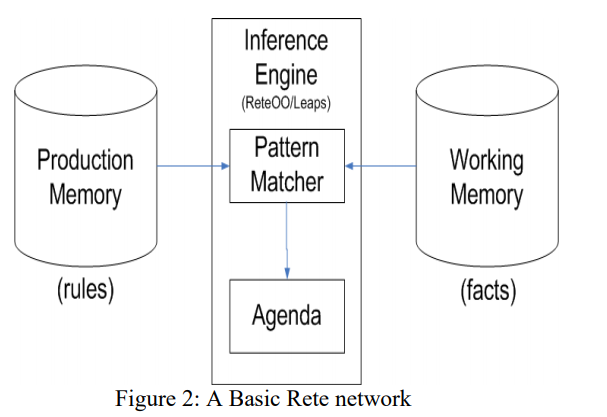 Inference
Engine
(ReteOO/Leaps)
Production
Memory
(rules)
Pattern
Matcher
Agenda
Working
Memory
(facts)
Figure 2: A Basic Rete network